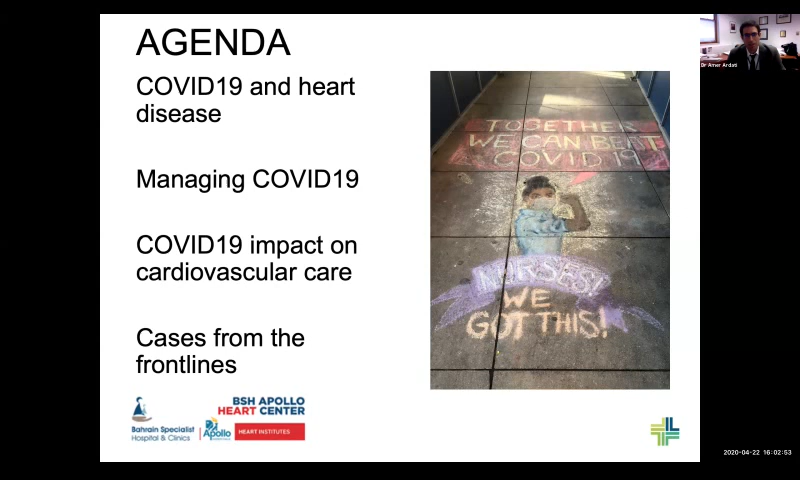 AGENDA
COVID19 and heart
disease
Managing COVID19
COVID19 impact on
cardiovascular care
Cases from the
frontlines
TOGETHER
WE CAN BEAT
COVID 19
NURSES!
WE
GOT THIS!
BSH APOLLO
HEART CENTER
Bahrain Specialist
Hospital & Clinics
Apollo
HEART INSTITUTES
Dr Amer Ardati
2020-04-22 16:02:53